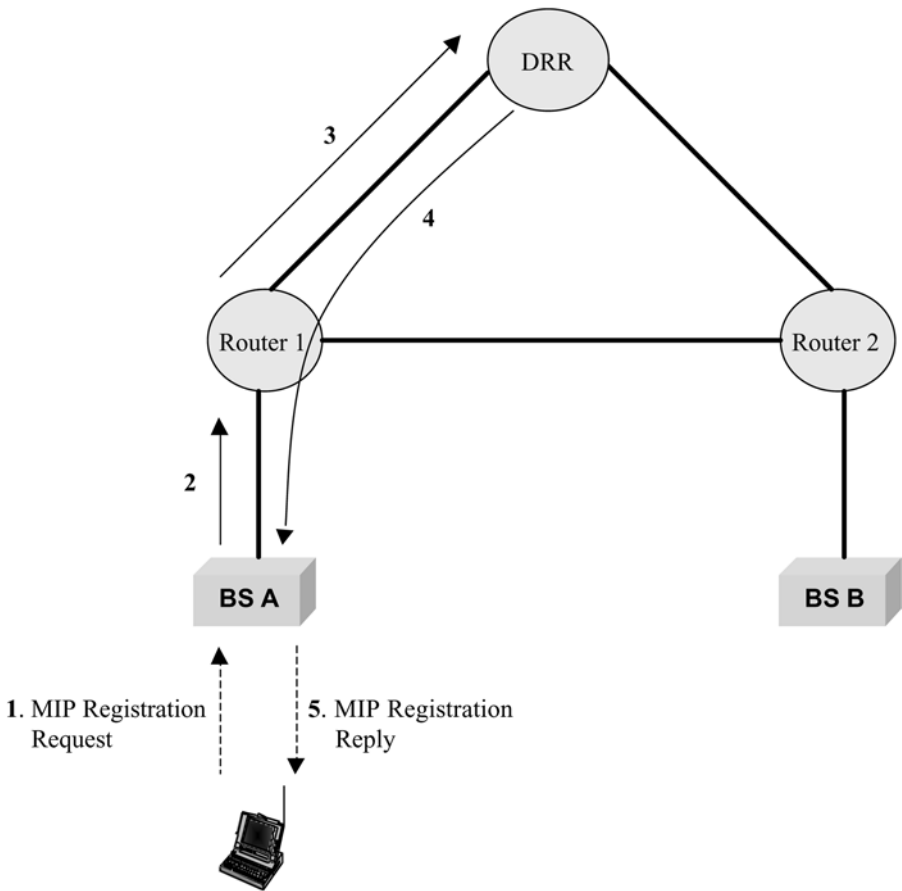 DRR
3
4
Router 1
Router 2
2
BS A
BS B
1. MIP Registration
Request
5. MIP Registration
Reply